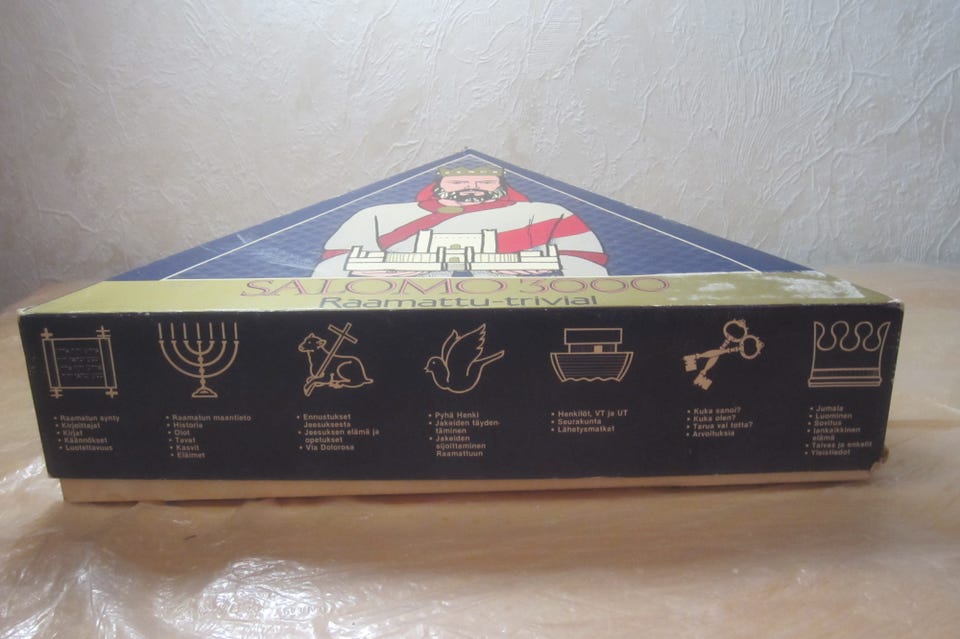 SALOMO 3000
Raamattu-trivial
• Raamatun synty
• Kirjoittajat
• Kirjat
• Käännökset
• Luotettavuus
• Raamatun maantieto
• Historia
• Olot
• Tavat
• Kasvit
• Eläimet
• Ennustukset
Jeesuksesta
• Jeesuksen elämä ja
opetukset
• Via Dolorosa
• Pyhä Henki
• Jakeiden täyden-
täminen
• Jakeiden
sijoittaminen
Raamattuun
• Henkilöt, VT ja UT
• Seurakunta
• Lähetysmatkat
• Kuka sanoi?
• Kuka olen?
• Tarua vai totta?
• Arvoituksia
• Jumala
• Luominen
• Sovitus
• Iankaikkinen
elämä
• Taivas ja enkelit
• Yleistiedot